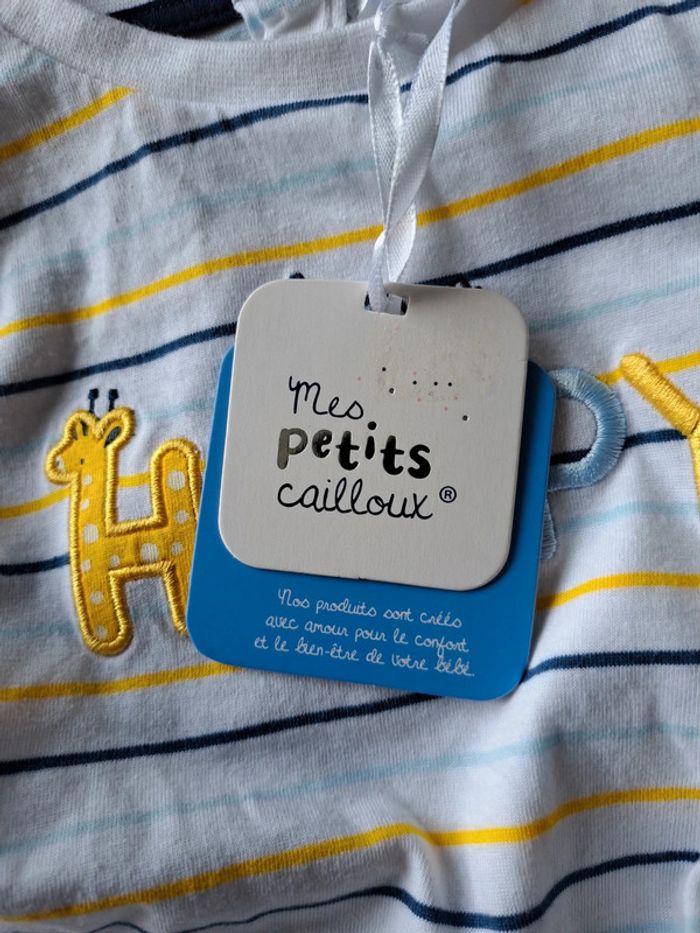 Mes
petits
cailloux®
Nos produits sont créés
avec amour pour le confort
et le bien-être de votre bébé.
H
P Y